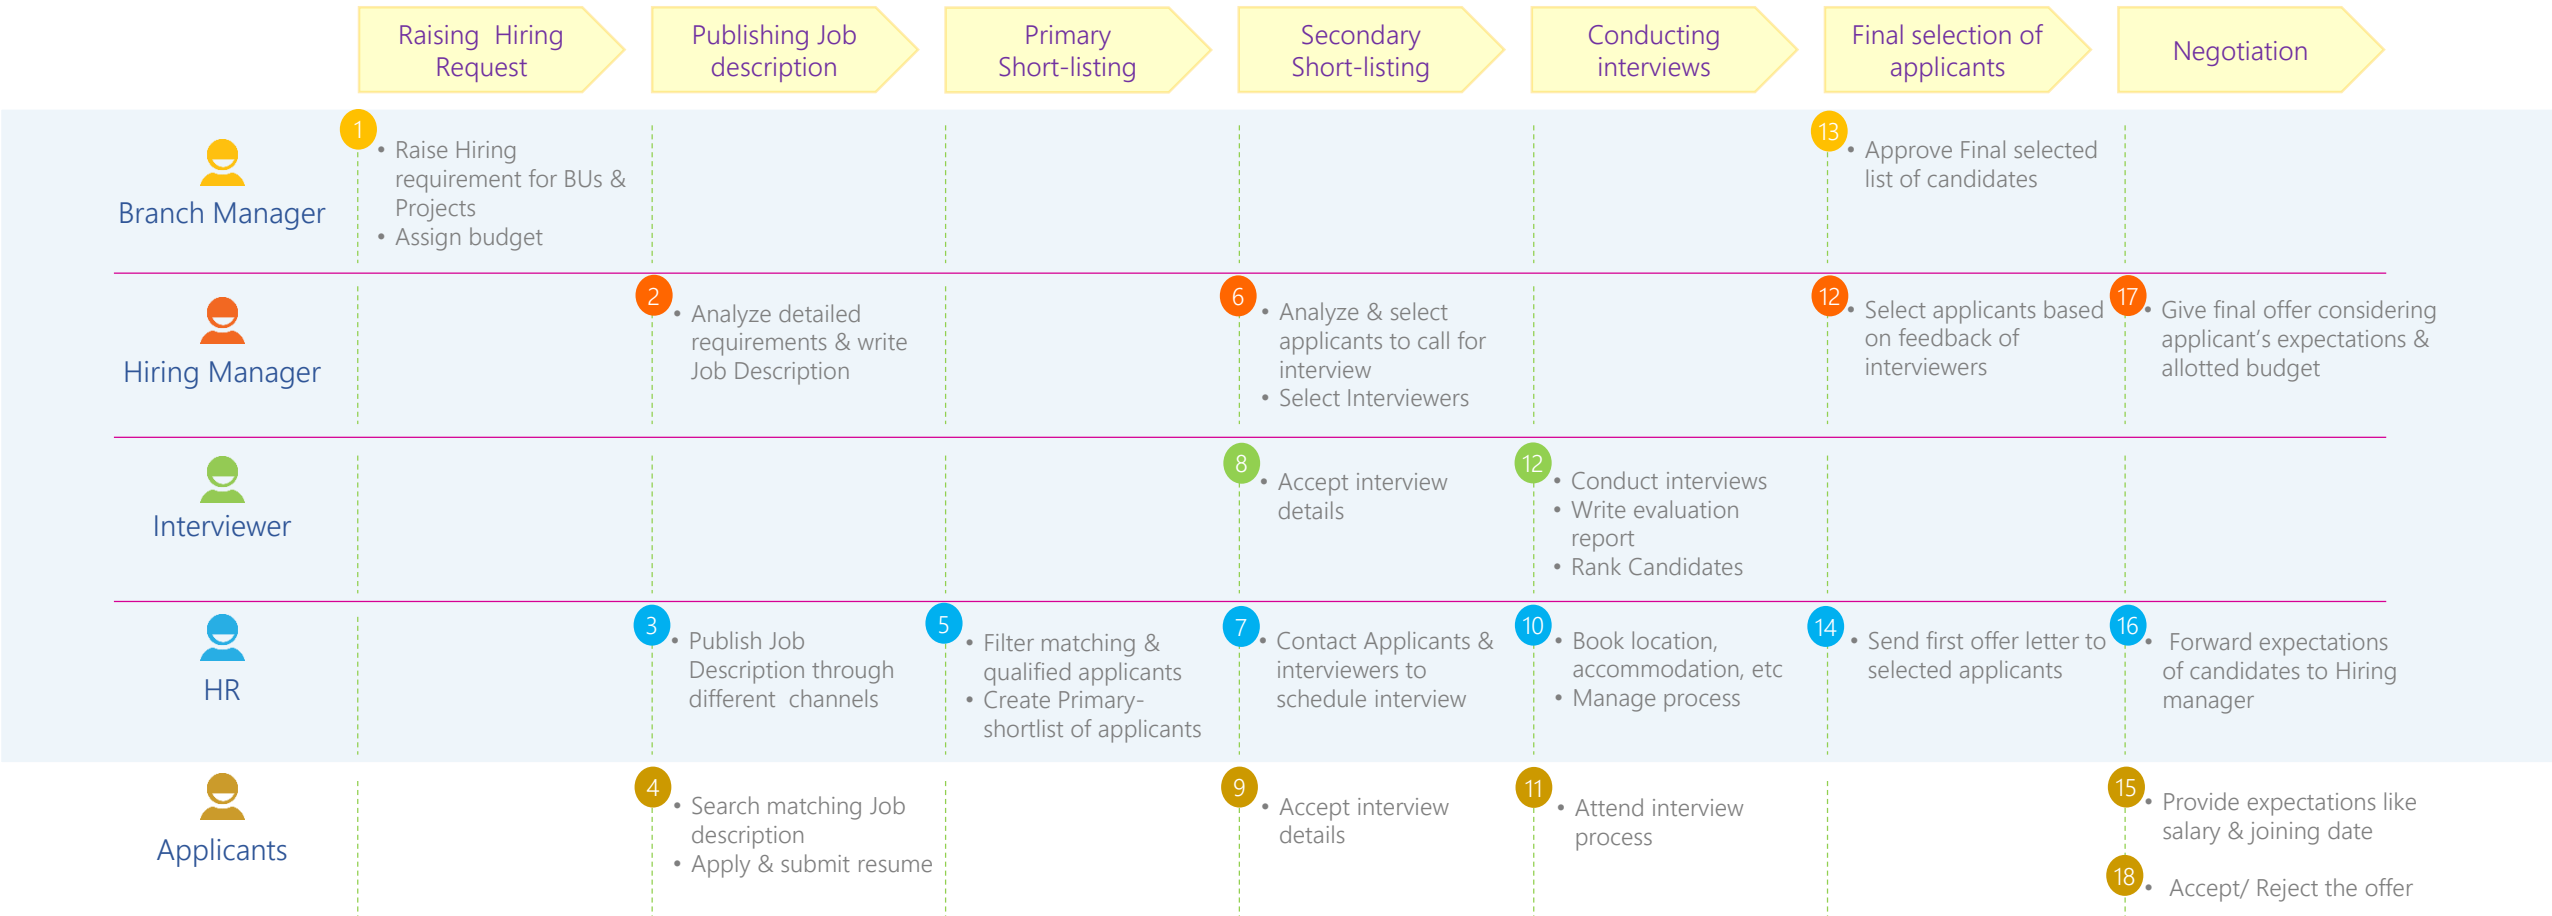 Raising  Hiring
Request
Publishing Job
description
Primary
Short-listing
Secondary
Short-listing
Conducting
interviews
Final selection of
applicants
Negotiation
Branch Manager
1
• Raise Hiring
requirement for BUs &
Projects
• Assign budget
13
• Approve Final selected
list of candidates
Hiring Manager
2
• Analyze detailed
requirements & write
Job Description
6
• Analyze & select
applicants to call for
interview
• Select Interviewers
12
• Select applicants based
on feedback of
interviewers
17
• Give final offer considering
applicant's expectations &
allotted budget
Interviewer
8
• Accept interview
details
12
• Conduct interviews
• Write evaluation
report
• Rank Candidates
HR
3
• Publish Job
Description through
different  channels
5
• Filter matching &
qualified applicants
• Create Primary-
shortlist of applicants
7
• Contact Applicants &
interviewers to
schedule interview
10
• Book location,
accommodation, etc
• Manage process
14
• Send first offer letter to
selected applicants
16
• Forward expectations
of candidates to Hiring
manager
Applicants
4
• Search matching Job
description
• Apply & submit resume
9
• Accept interview
details
11
• Attend interview
process
15
• Provide expectations like
salary & joining date
18
• Accept/ Reject the offer